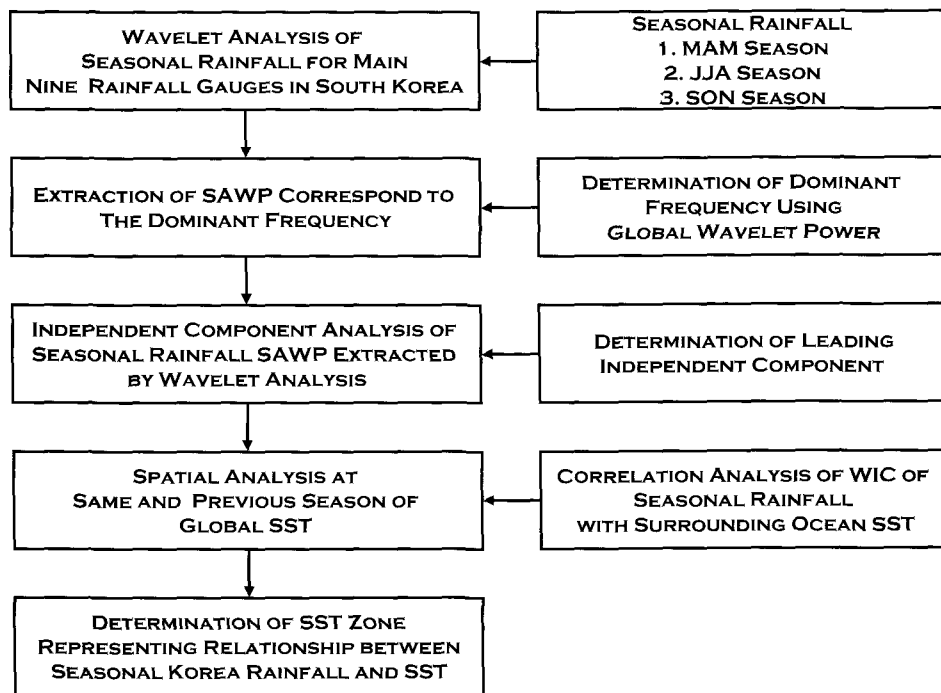 WAVELET ANALYSIS OF
SEASONAL RAINFALL FOR MAIN
NINE RAINFALL GAUGES IN SOUTH KOREA
SEASONAL RAINFALL
1. MAM SEASON
2. JJA SEASON
3. SON SEASON
EXTRACTION OF SAWP CORRESPOND TO
THE DOMINANT FREQUENCY
DETERMINATION OF DOMINANT
FREQUENCY USING
GLOBAL WAVELET POWER
INDEPENDENT COMPONENT ANALYSIS OF
SEASONAL RAINFALL SAWP EXTRACTED
BY WAVELET ANALYSIS
DETERMINATION OF LEADING
INDEPENDENT COMPONENT
SPATIAL ANALYSIS AT
SAME AND PREVIOUS SEASON OF
GLOBAL SST
CORRELATION ANALYSIS OF WIC OF
SEASONAL RAINFALL
WITH SURROUNDING OCEAN SST
DETERMINATION OF SST ZONE
REPRESENTING RELATIONSHIP BETWEEN
SEASONAL KOREA RAINFALL AND SST